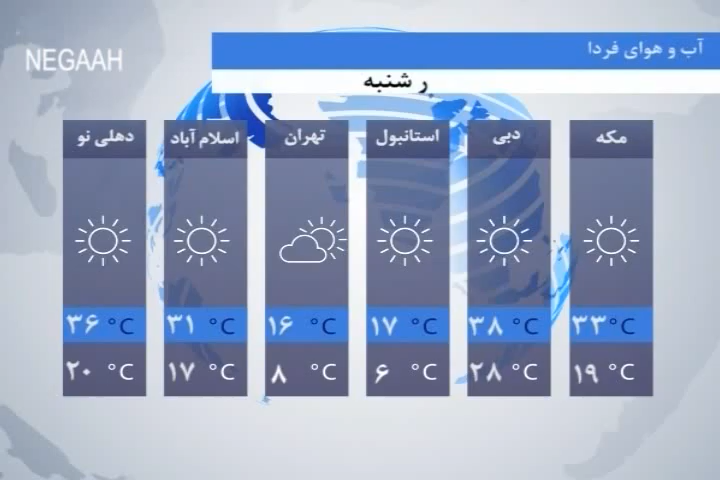 NEGAAH
آب و هوای فردا
ر شنبه
مکه
دبی
استانبول
تهران
اسلام آباد
دهلی نو
۳۳ °C
۳۸ °C
۱۷ °C
۱۶ °C
۳۱ °C
۳۶ °C
۱۹ °C
۲۸ °C
۶ °C
۸ °C
۱۷ °C
۲۰ °C